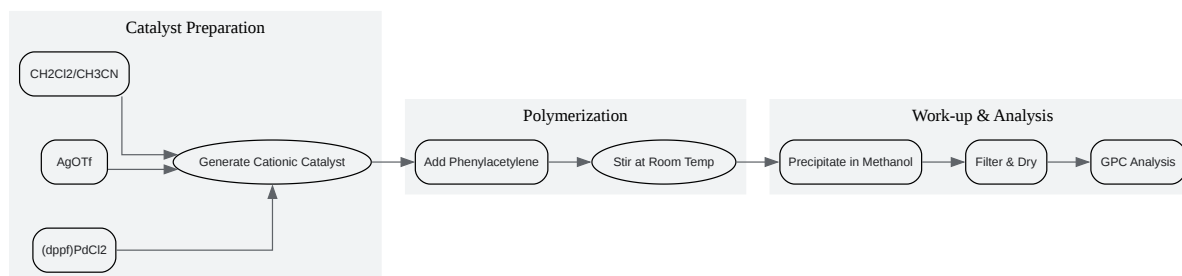 Catalyst Preparation
CH2Cl2/CH3CN
AgOTf
(dppf)PdCl2
Generate Cationic Catalyst
Polymerization
Add Phenylacetylene
Stir at Room Temp
Work-up & Analysis
Precipitate in Methanol
Filter & Dry
GPC Analysis